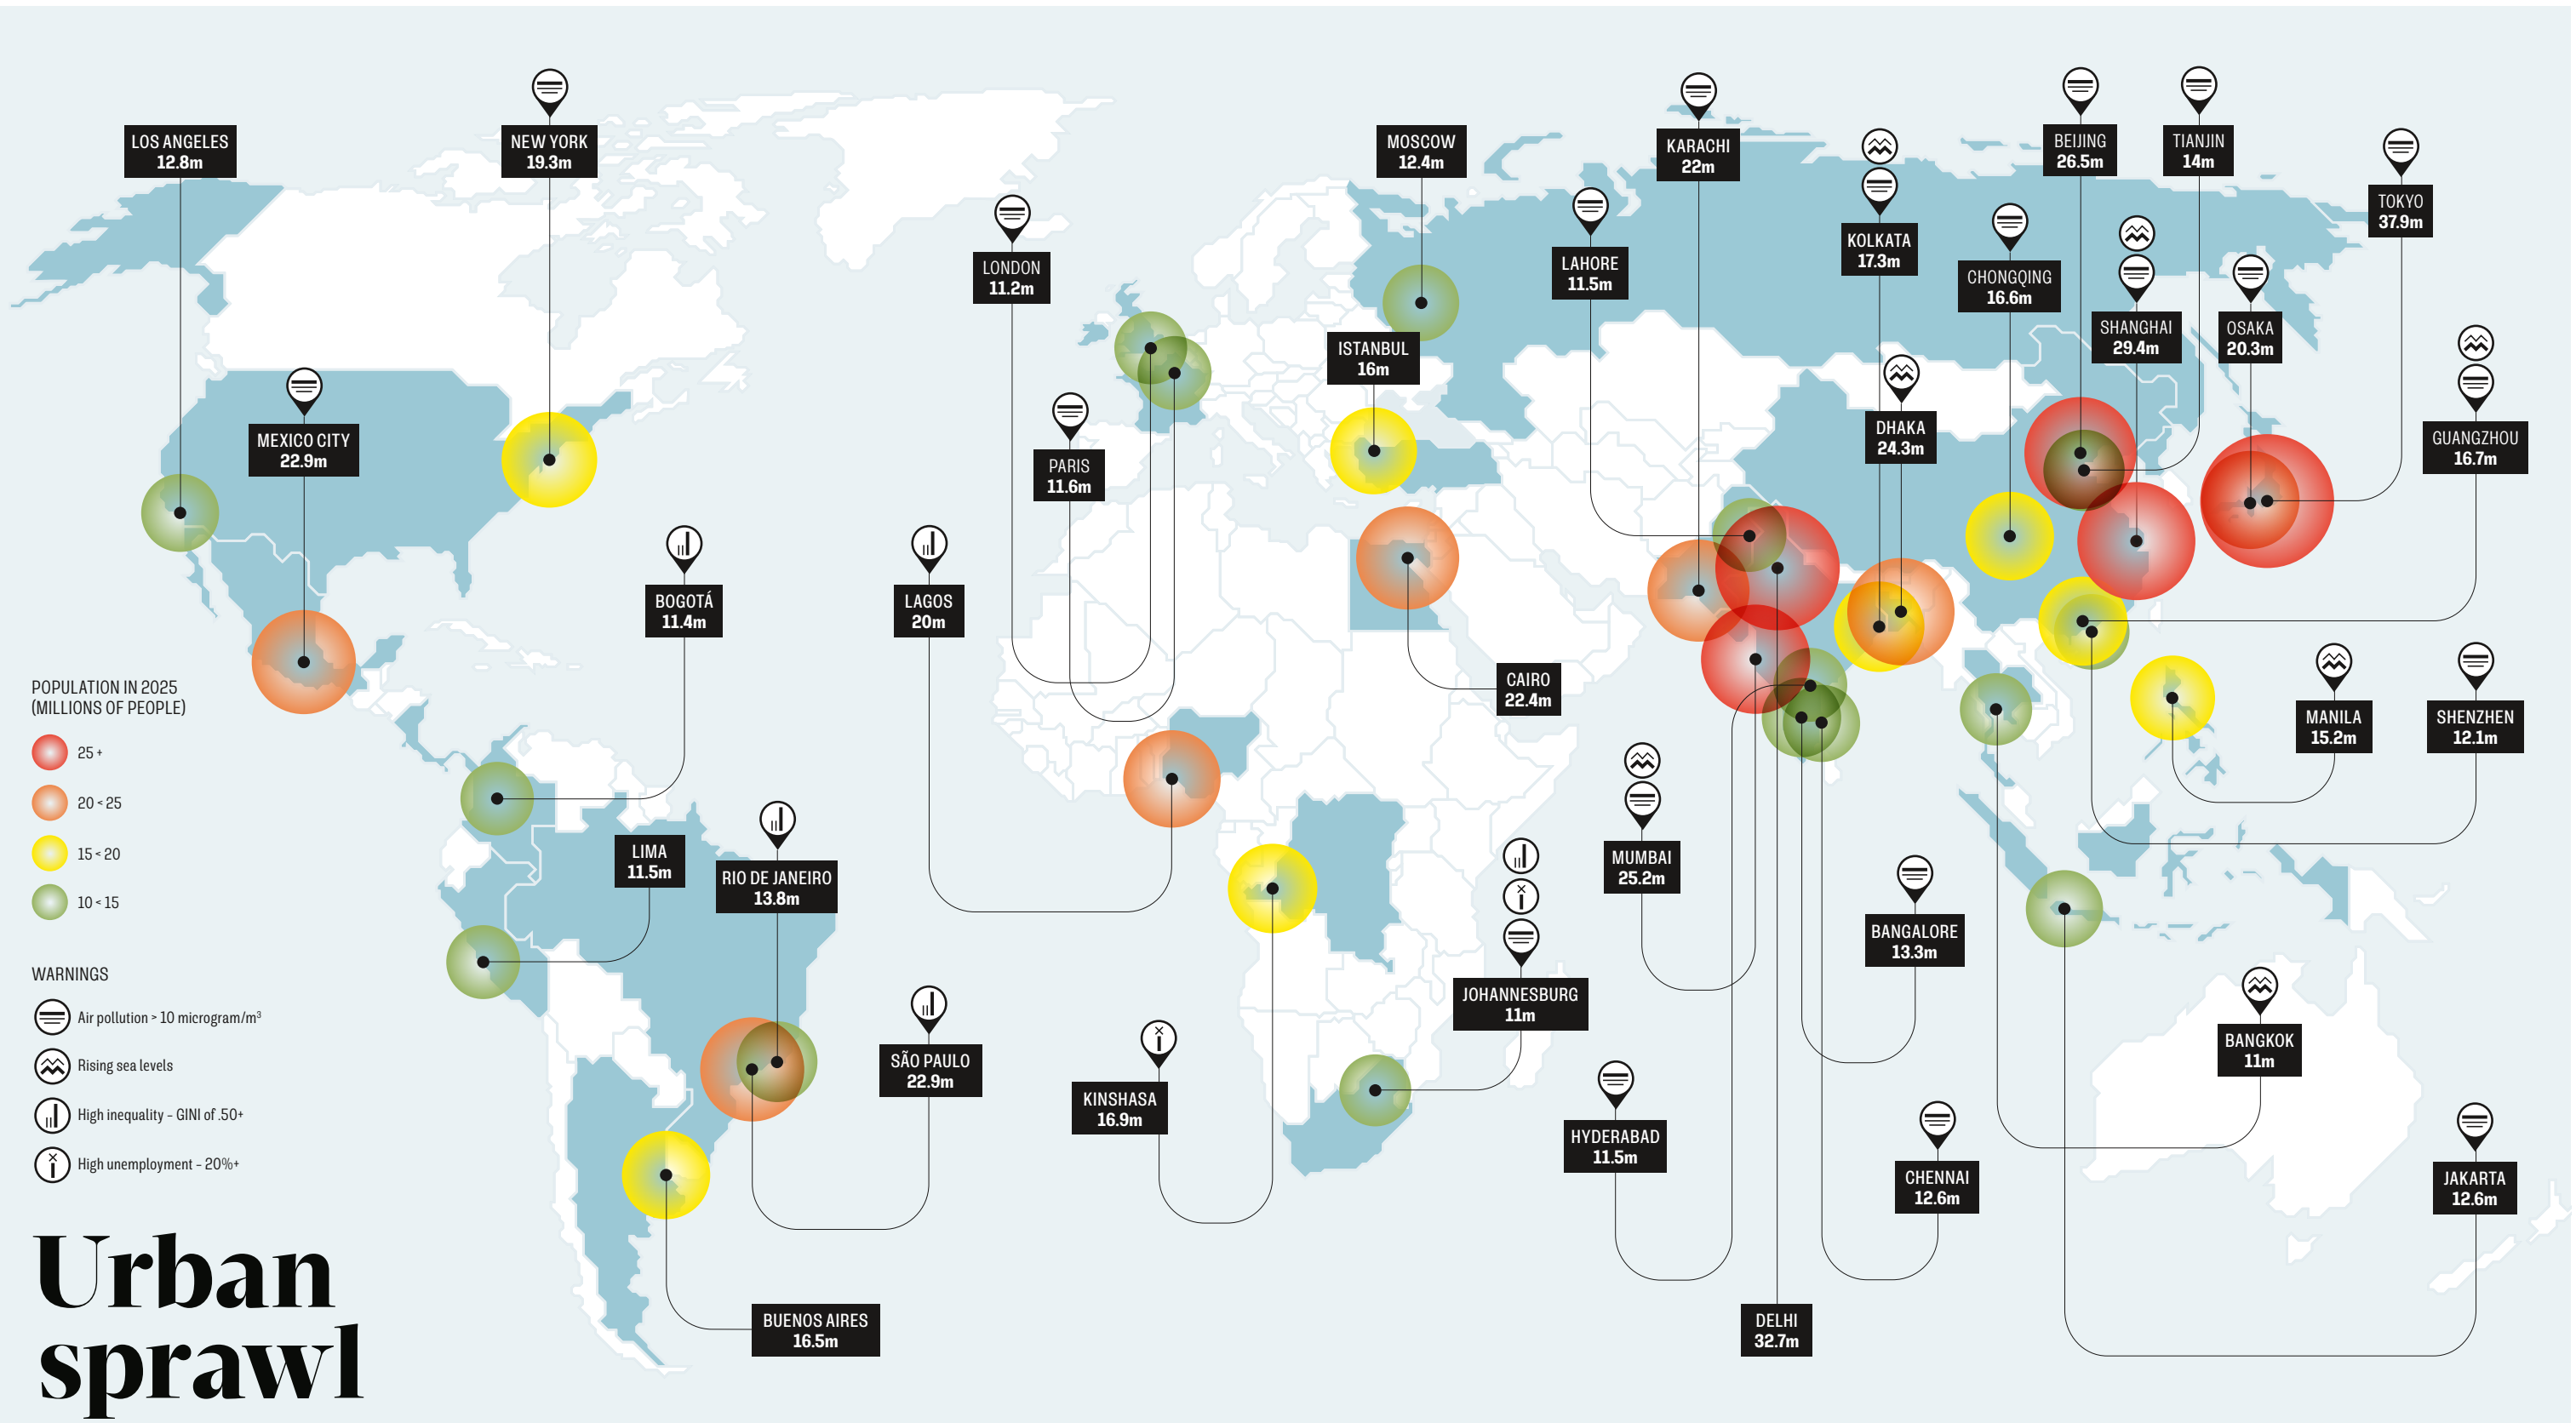 LOS ANGELES
12.8m
NEW YORK
19.3m
MEXICO CITY
22.9m
LONDON
11.2m
PARIS
11.6m
MOSCOW
12.4m
ISTANBUL
16m
LAHORE
11.5m
KARACHI
22m
KOLKATA
17.3m
DHAKA
24.3m
CHONGQING
16.6m
BEIJING
26.5m
TIANJIN
14m
SHANGHAI
29.4m
OSAKA
20.3m
TOKYO
37.9m
GUANGZHOU
16.7m
BOGOTÁ
11.4m
LAGOS
20m
CAIRO
22.4m
MANILA
15.2m
SHENZHEN
12.1m
LIMA
11.5m
RIO DE JANEIRO
13.8m
SÃO PAULO
22.9m
KINSHASA
16.9m
JOHANNESBURG
11m
MUMBAI
25.2m
BANGALORE
13.3m
HYDERABAD
11.5m
CHENNAI
12.6m
BANGKOK
11m
JAKARTA
12.6m
BUENOS AIRES
16.5m
DELHI
32.7m
POPULATION IN 2025
(MILLIONS OF PEOPLE)
25 +
20 < 25
15 < 20
10 < 15
WARNINGS
Air pollution > 10 microgram/m³
Rising sea levels
High inequality – GINI of .50+
High unemployment – 20%+
Urban
sprawl